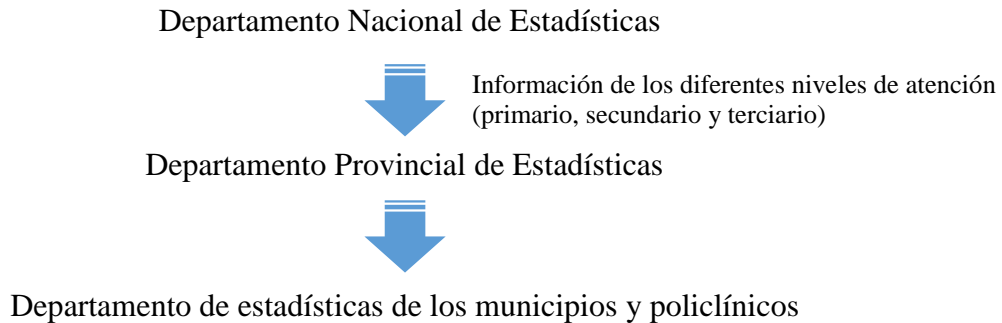 Departamento Nacional de Estadísticas
Información de los diferentes niveles de atención
(primario, secundario y terciario)
Departamento Provincial de Estadísticas
Departamento de estadísticas de los municipios y policlínicos